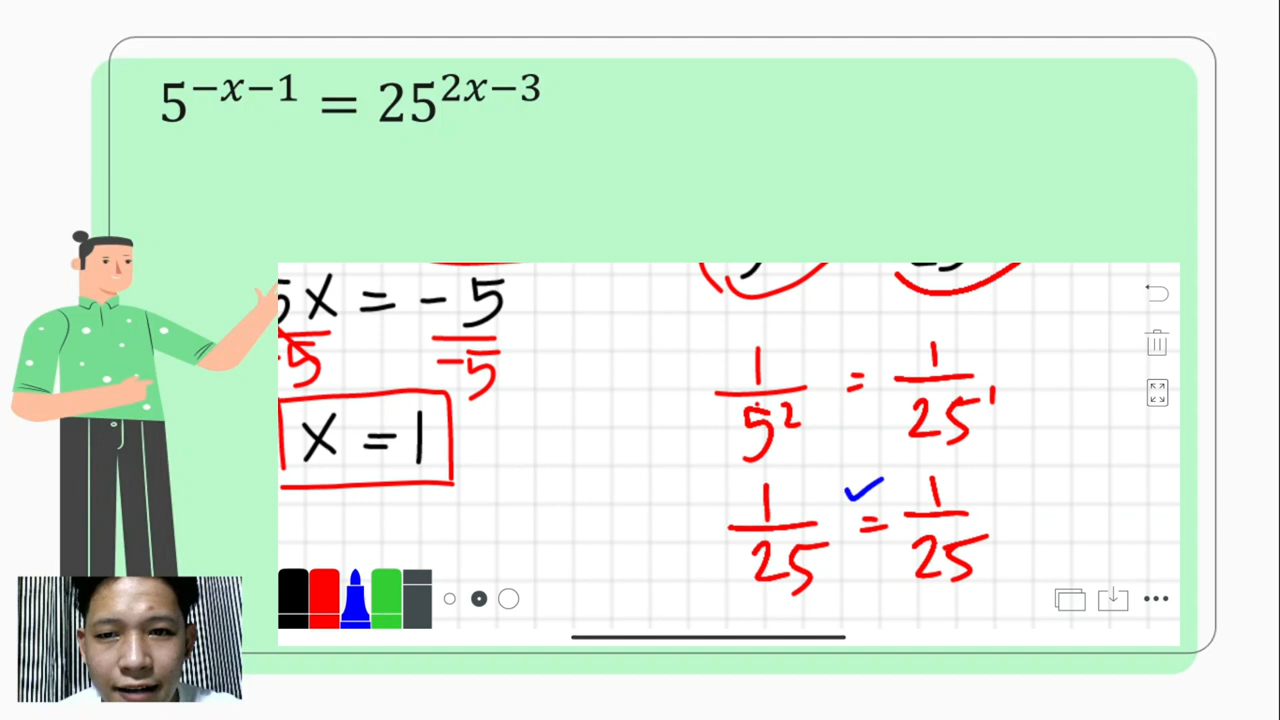 5^{-x-1} = 25^{2x-3}
5x = -5
-5 -5
x = 1
1/5² = 1/25¹
1/25 = 1/25